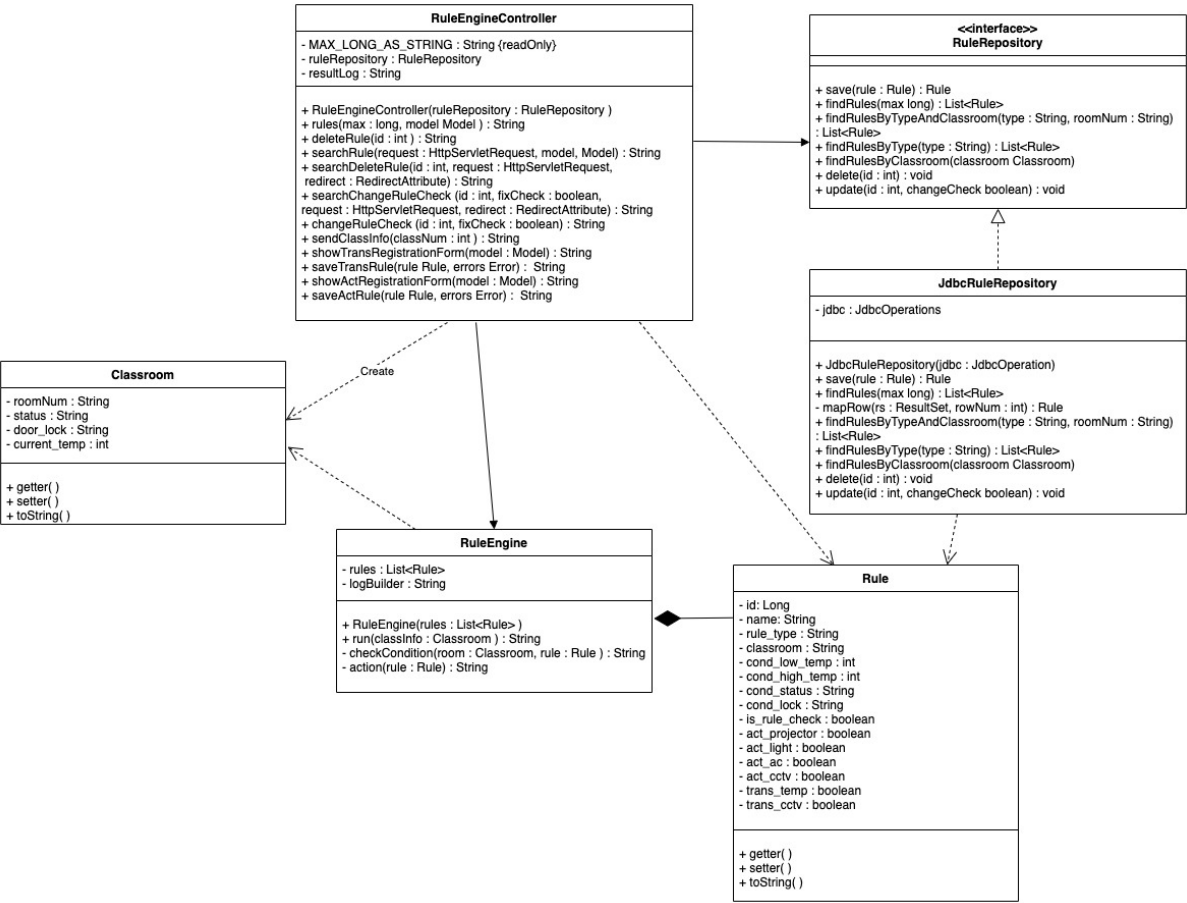 RuleEngineController
- MAX_LONG_AS_STRING : String {readOnly}
- ruleRepository : RuleRepository
- resultLog : String
+ RuleEngineController(ruleRepository : RuleRepository )
+ rules(max : long, model Model ) : String
+ deleteRule(id : int ) : String
+ searchRule(request : HttpServletRequest, model, Model) : String
+ searchDeleteRule(id : int, request : HttpServletRequest,
redirect : RedirectAttribute) : String
+ searchChangeRuleCheck (id : int, fixCheck : boolean,
request : HttpServletRequest, redirect : RedirectAttribute) : String
+ changeRuleCheck (id : int, fixCheck : boolean) : String
+ sendClassInfo(classNum : int ) : String
+ showTransRegistrationForm(model : Model) : String
+ saveTransRule(rule Rule, errors Error) :  String
+ showActRegistrationForm(model : Model) : String
+ saveActRule(rule Rule, errors Error) :  String
<<interface>>
RuleRepository
+ save(rule : Rule) : Rule
+ findRules(max long) : List<Rule>
+ findRulesByTypeAndClassroom(type : String, roomNum : String)
: List<Rule>
+ findRulesByType(type : String) : List<Rule>
+ findRulesByClassroom(classroom Classroom)
+ delete(id : int) : void
+ update(id : int, changeCheck boolean) : void
JdbcRuleRepository
- jdbc : JdbcOperations
+ JdbcRuleRepository(jdbc : JdbcOperation)
+ save(rule : Rule) : Rule
+ findRules(max long) : List<Rule>
- mapRow(rs : ResultSet, rowNum : int) : Rule
+ findRulesByTypeAndClassroom(type : String, roomNum : String)
: List<Rule>
+ findRulesByType(type : String) : List<Rule>
+ findRulesByClassroom(classroom Classroom)
+ delete(id : int) : void
+ update(id : int, changeCheck boolean) : void
Create
Classroom
- roomNum : String
- status : String
- door_lock : String
- current_temp : int
+ getter( )
+ setter( )
+ toString( )
RuleEngine
- rules : List<Rule>
- logBuilder : String
+ RuleEngine(rules : List<Rule> )
+ run(classInfo : Classroom ) : String
- checkCondition(room : Classroom, rule : Rule ) : String
- action(rule : Rule) : String
Rule
- id: Long
- name: String
- rule_type : String
- classroom : String
- cond_low_temp : int
- cond_high_temp : int
- cond_status : String
- cond_lock : String
- is_rule_check : boolean
- act_projector : boolean
- act_light : boolean
- act_ac : boolean
- act_cctv : boolean
- trans_temp : boolean
- trans_cctv : boolean
+ getter( )
+ setter( )
+ toString( )